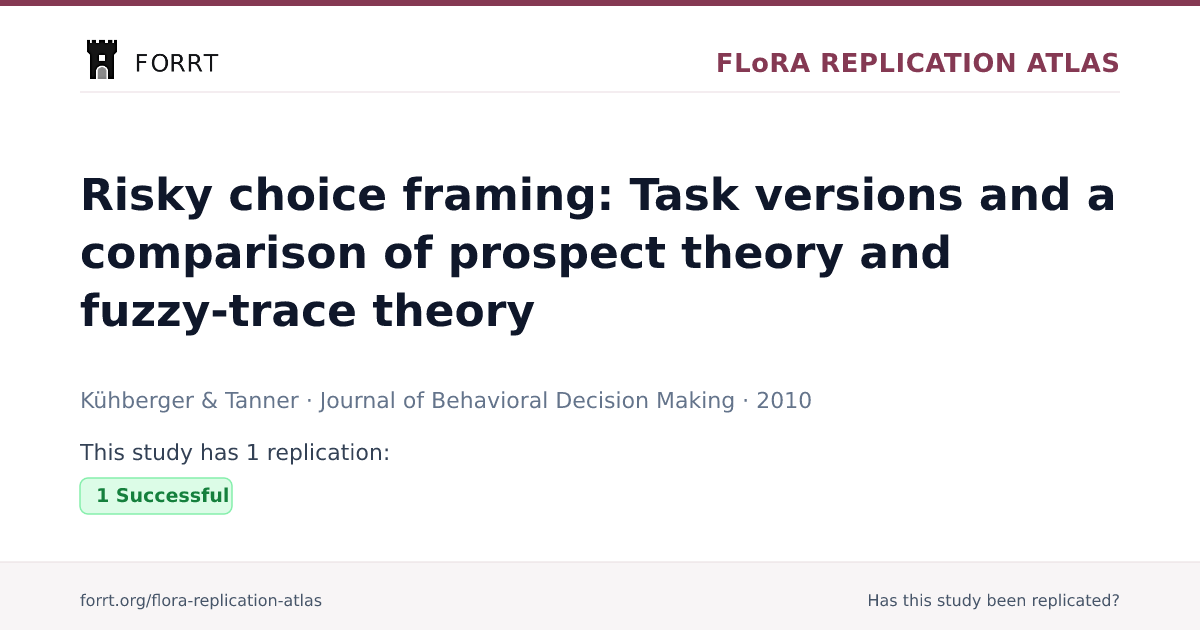 FORRT
FLoRA REPLICATION ATLAS
Risky choice framing: Task versions and a
comparison of prospect theory and
fuzzy-trace theory
Kühberger & Tanner · Journal of Behavioral Decision Making · 2010
This study has 1 replication:
1 Successful
forrt.org/flora-replication-atlas
Has this study been replicated?